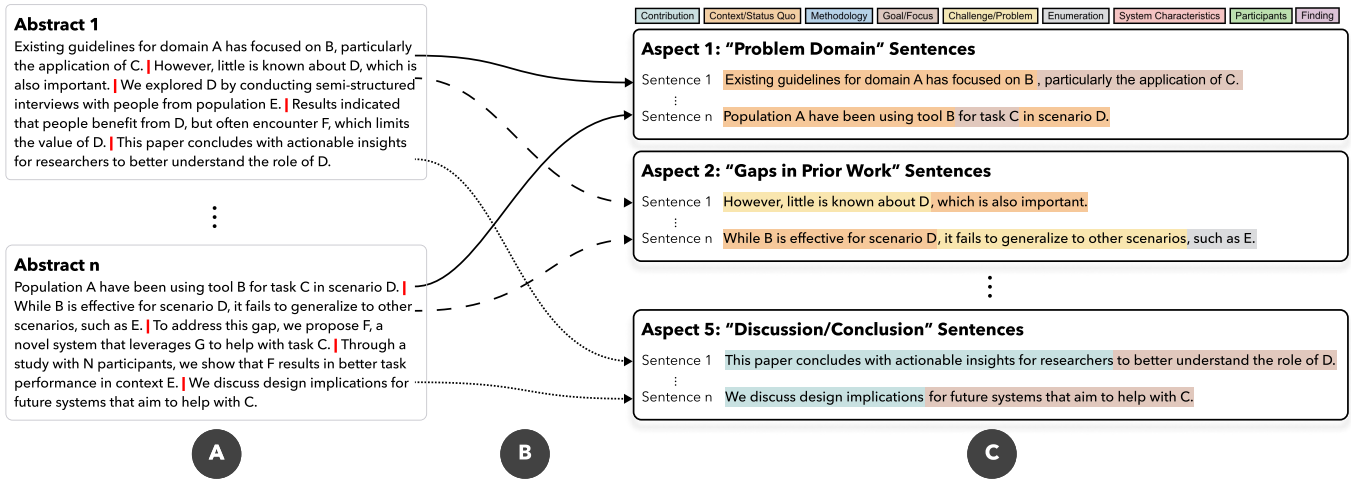 Abstract 1
Existing guidelines for domain A has focused on B, particularly
the application of C. | However, little is known about D, which is
also important. | We explored D by conducting semi-structured
interviews with people from population E. | Results indicated
that people benefit from D, but often encounter F, which limits
the value of D. | This paper concludes with actionable insights
for researchers to better understand the role of D.
Abstract n
Population A have been using tool B for task C in scenario D. |
While B is effective for scenario D, it fails to generalize to other
scenarios, such as E. | To address this gap, we propose F, a
novel system that leverages G to help with task C. | Through a
study with N participants, we show that F results in better task
performance in context E. | We discuss design implications for
future systems that aim to help with C.
A
B
Contribution Context/Status Quo Methodology Goal/Focus Challenge/Problem Enumeration System Characteristics Participants Finding
Aspect 1: “Problem Domain” Sentences
Sentence 1 Existing guidelines for domain A has focused on B , particularly the application of C.
Sentence n Population A have been using tool B for task C in scenario D.
Aspect 2: “Gaps in Prior Work” Sentences
Sentence 1 However, little is known about D, which is also important.
Sentence n While B is effective for scenario D, it fails to generalize to other scenarios, such as E.
Aspect 5: “Discussion/Conclusion” Sentences
Sentence 1 This paper concludes with actionable insights for researchers to better understand the role of D.
Sentence n We discuss design implications for future systems that aim to help with C.
C